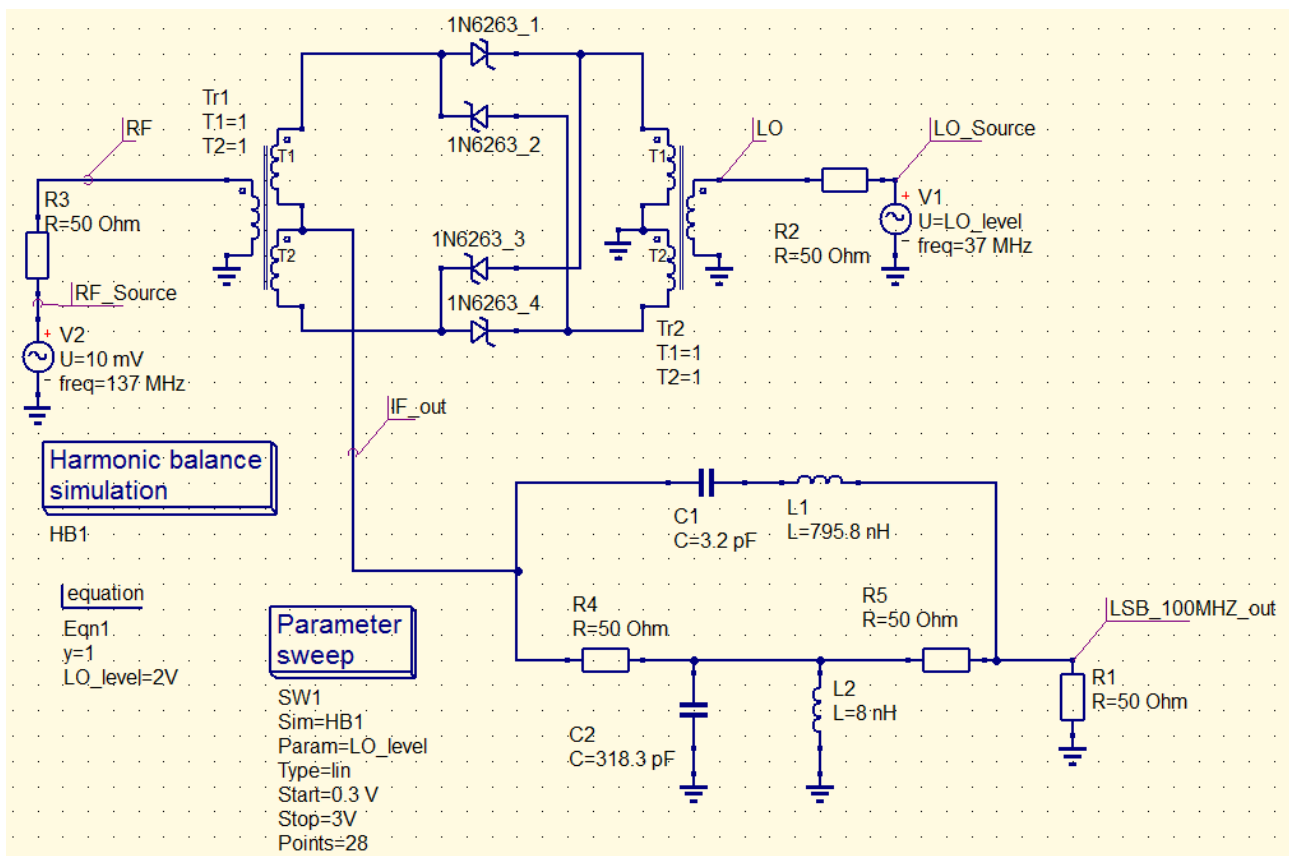 1N6263_1
Tr1
T1=1
T2=1
RF
T1
1N6263_2
T1
LO
LO_Source
R3
R=50 Ohm
V1
U=LO_level
freq=37 MHz
R2
R=50 Ohm
T2
1N6263_3
T2
RF_Source
1N6263_4
V2
U=10 mV
freq=137 MHz
Tr2
T1=1
T2=1
IF_out
Harmonic balance
simulation
HB1
C1
C=3.2 pF
L1
L=795.8 nH
equation
Eqn1
y=1
LO_level=2V
Parameter
sweep
SW1
Sim=HB1
Param=LO_level
Type=lin
Start=0.3 V
Stop=3V
Points=28
R4
R=50 Ohm
R5
R=50 Ohm
LSB_100MHZ_out
L2
L=8 nH
R1
R=50 Ohm
C2
C=318.3 pF